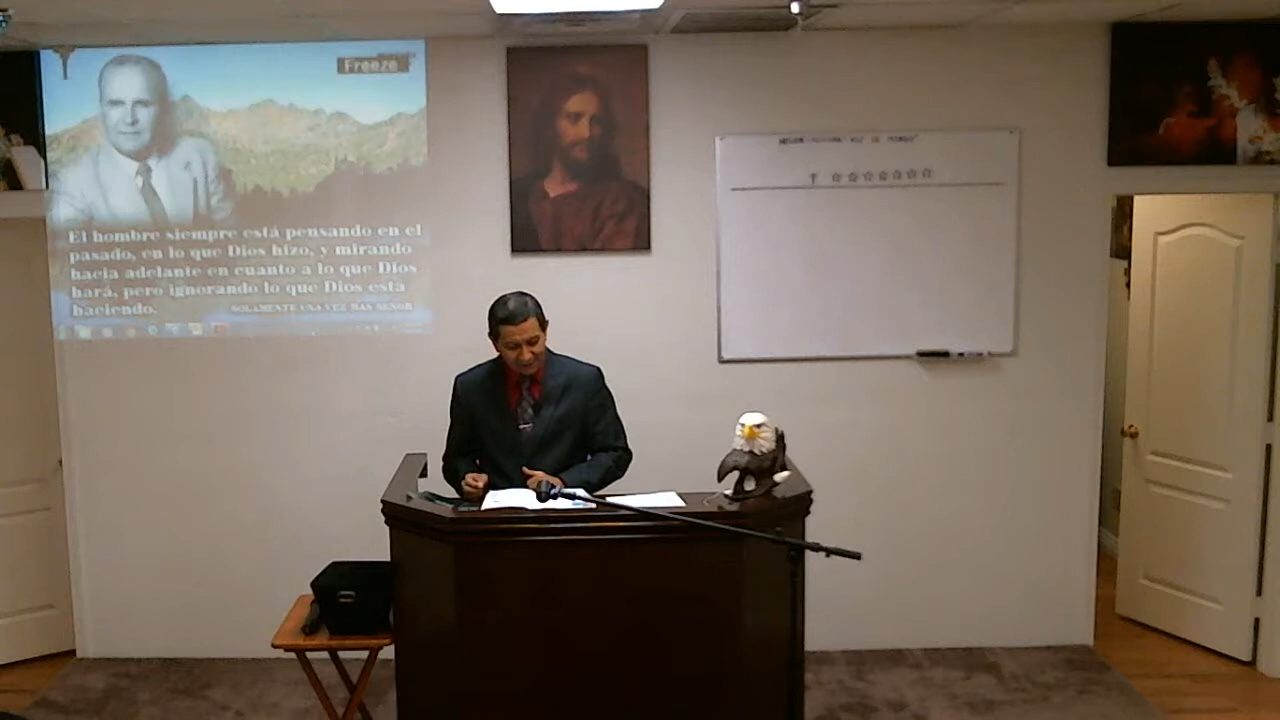 Freeze
El hombre siempre está pensando en el
pasado, en lo que Dios hizo, y mirando
hacia adelante en cuanto a lo que Dios
hará, pero ignorando lo que Dios está
haciendo.
SOLAMENTE UNA VEZ MAS SEÑOR